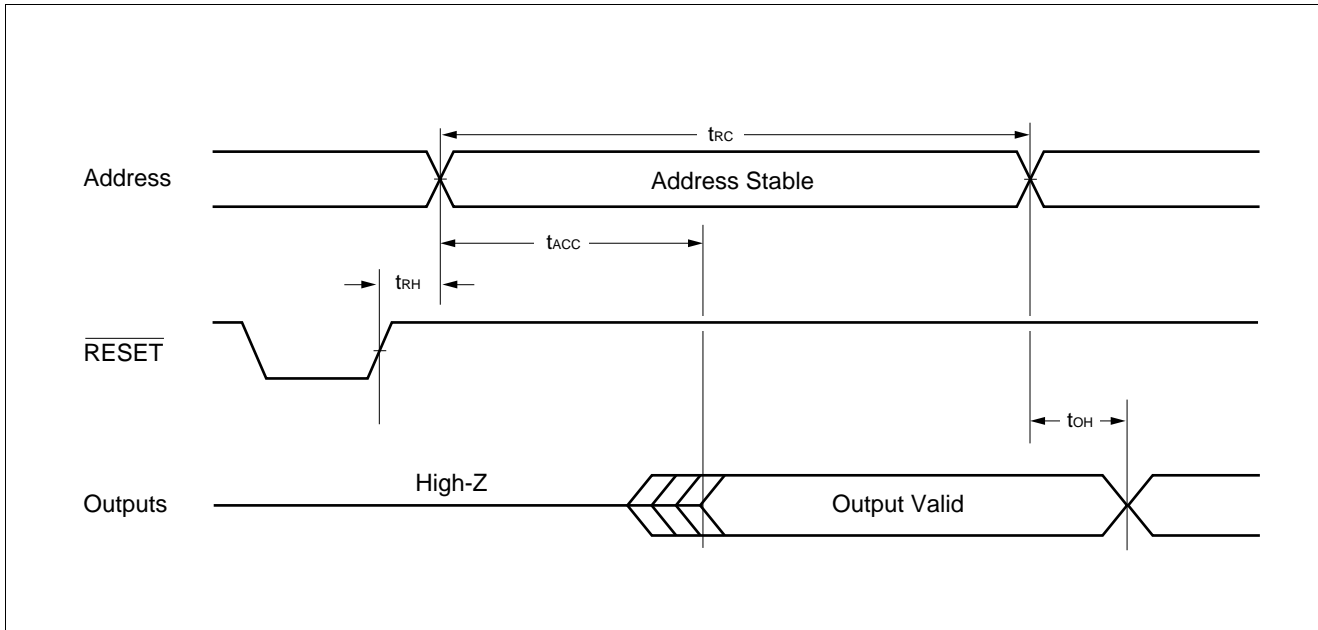 tRC
Address
Address Stable
tACC
tRH
RESET
tOH
High-Z
Outputs
Output Valid